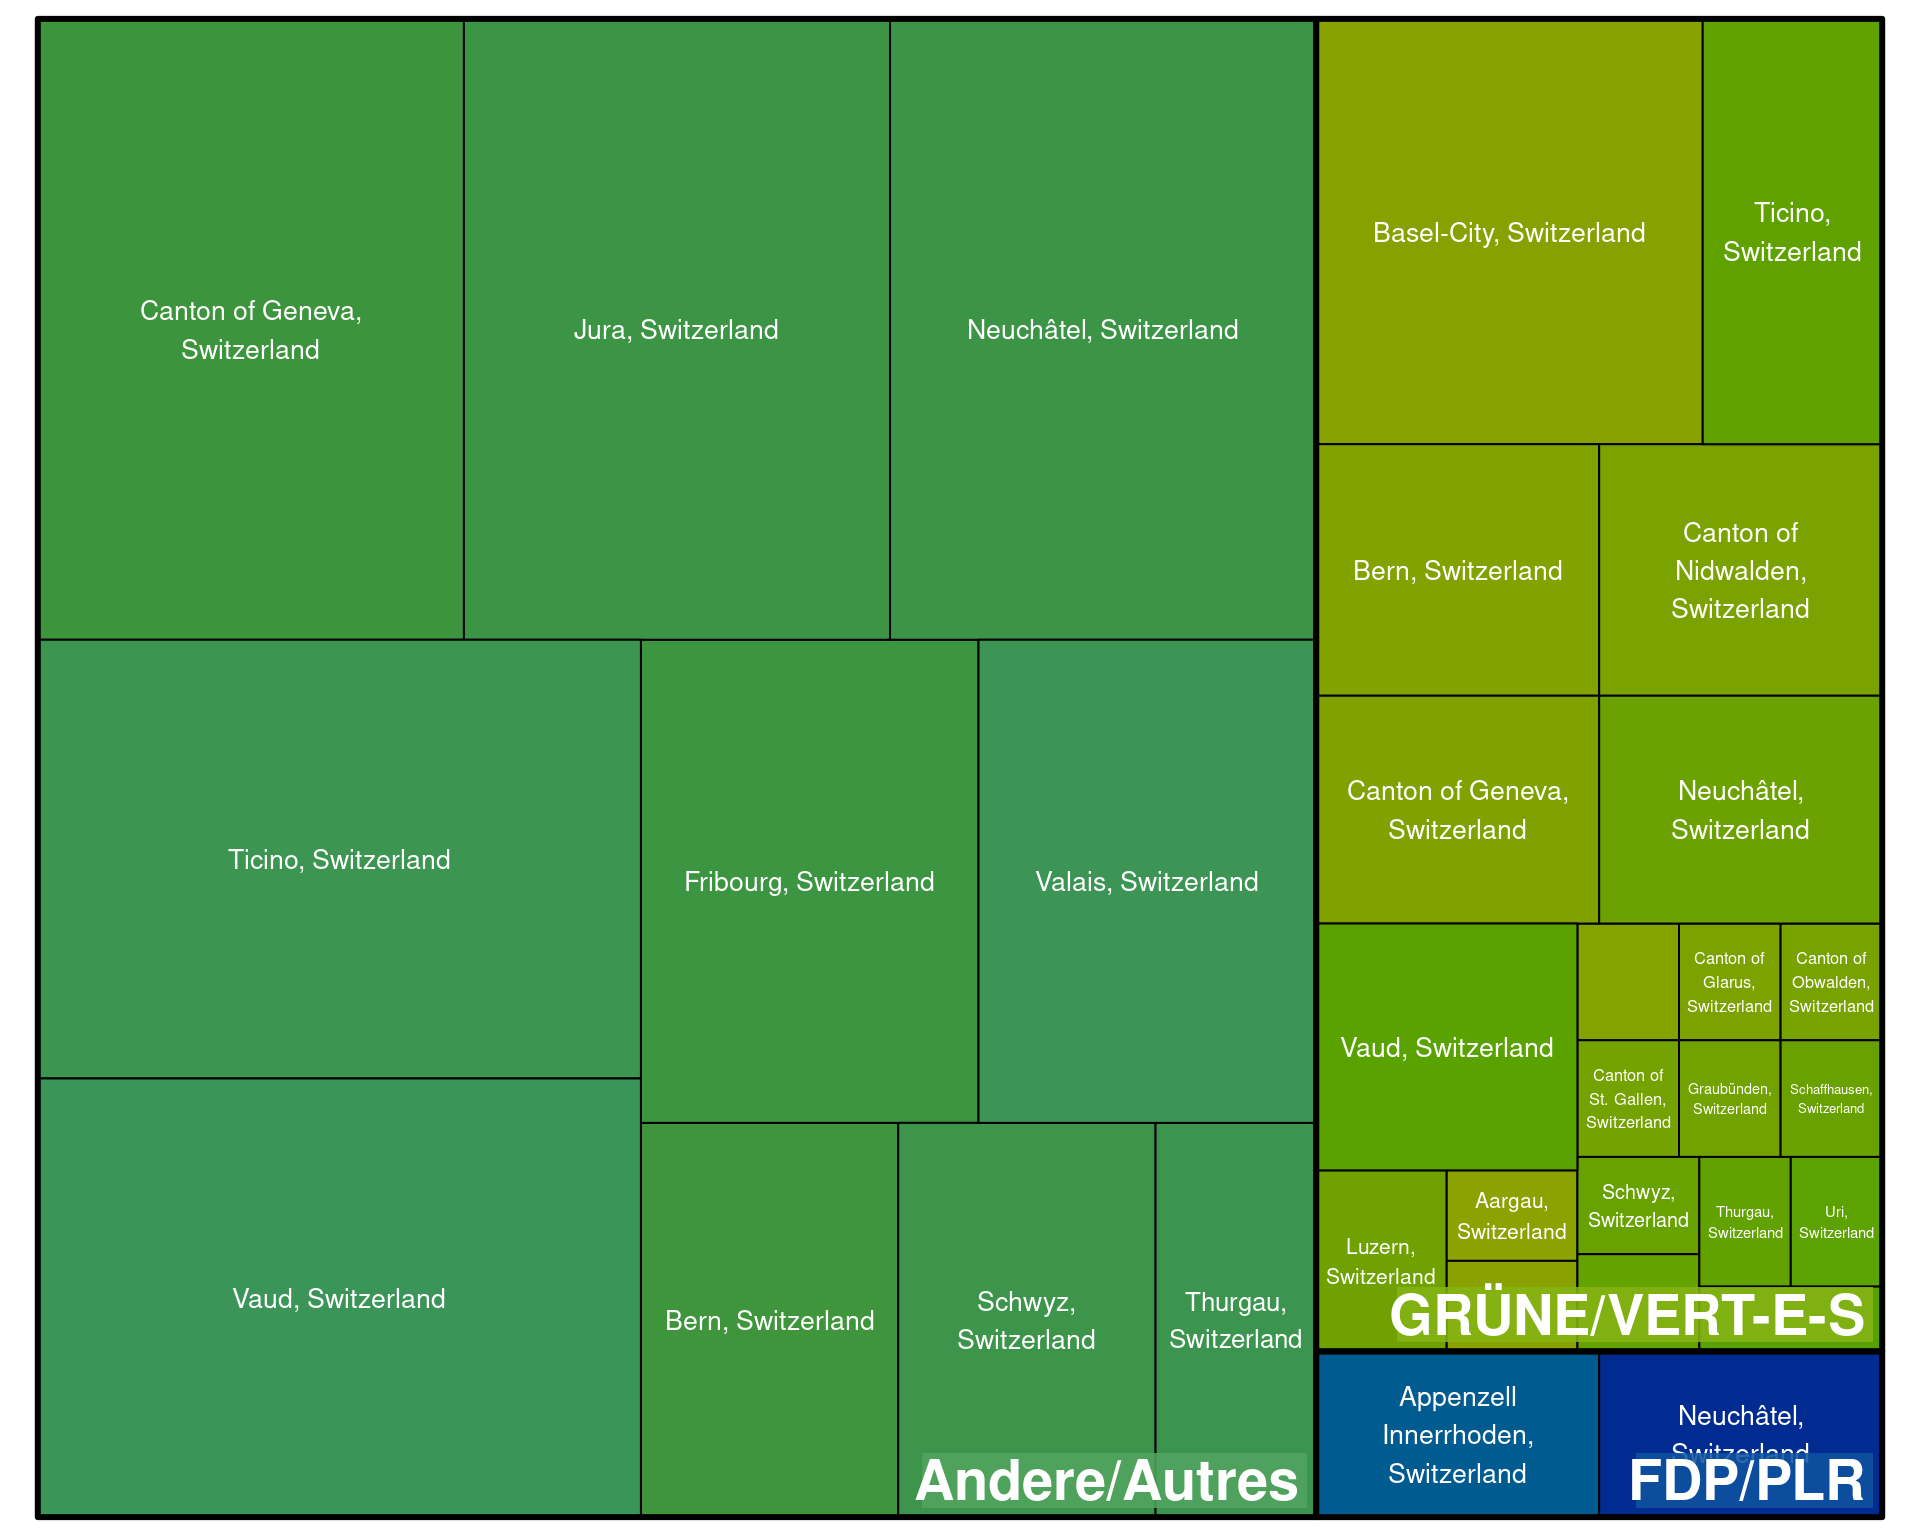 Canton of Geneva,
Switzerland
Jura, Switzerland
Neuchâtel, Switzerland
Ticino, Switzerland
Fribourg, Switzerland
Valais, Switzerland
Vaud, Switzerland
Bern, Switzerland
Schwyz,
Switzerland
Thurgau,
Switzerland
Andere/Autres
Basel-City, Switzerland
Ticino,
Switzerland
Bern, Switzerland
Canton of
Nidwalden,
Switzerland
Canton of Geneva,
Switzerland
Neuchâtel,
Switzerland
Vaud, Switzerland
Canton of
Glarus,
Switzerland
Canton of
Obwalden,
Switzerland
Canton of
St. Gallen,
Switzerland
Graubünden,
Switzerland
Schaffhausen,
Switzerland
Luzern,
Switzerland
Aargau,
Switzerland
Schwyz,
Switzerland
Thurgau,
Switzerland
Uri,
Switzerland
GRÜNE/VERT-E-S
Appenzell
Innerrhoden,
Switzerland
Neuchâtel,
Switzerland
FDP/PLR